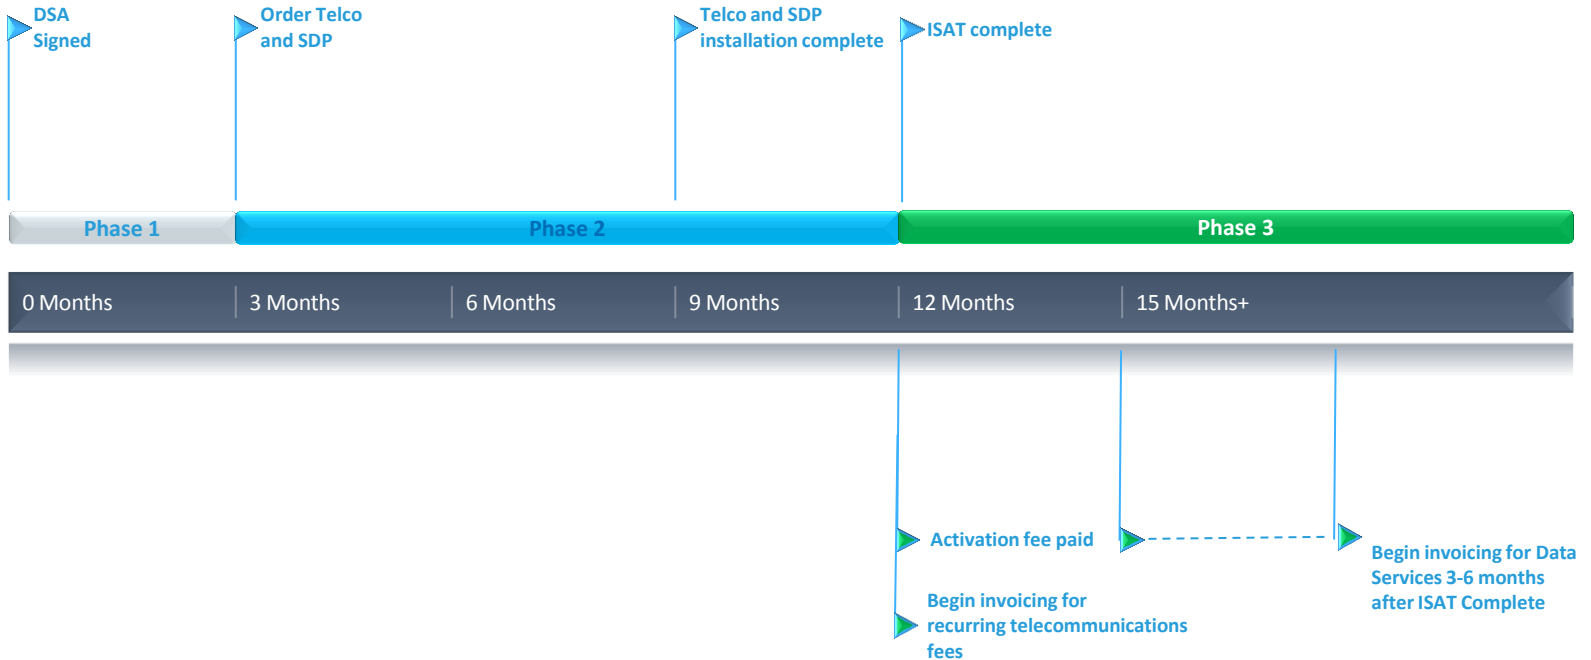 DSA
Signed
Order Telco
and SDP
Telco and SDP
installation complete
ISAT complete
Phase 1
Phase 2
Phase 3
0 Months
3 Months
6 Months
9 Months
12 Months
15 Months+
Activation fee paid
Begin invoicing for Data
Services 3-6 months
after ISAT Complete
Begin invoicing for
recurring telecommunications
fees